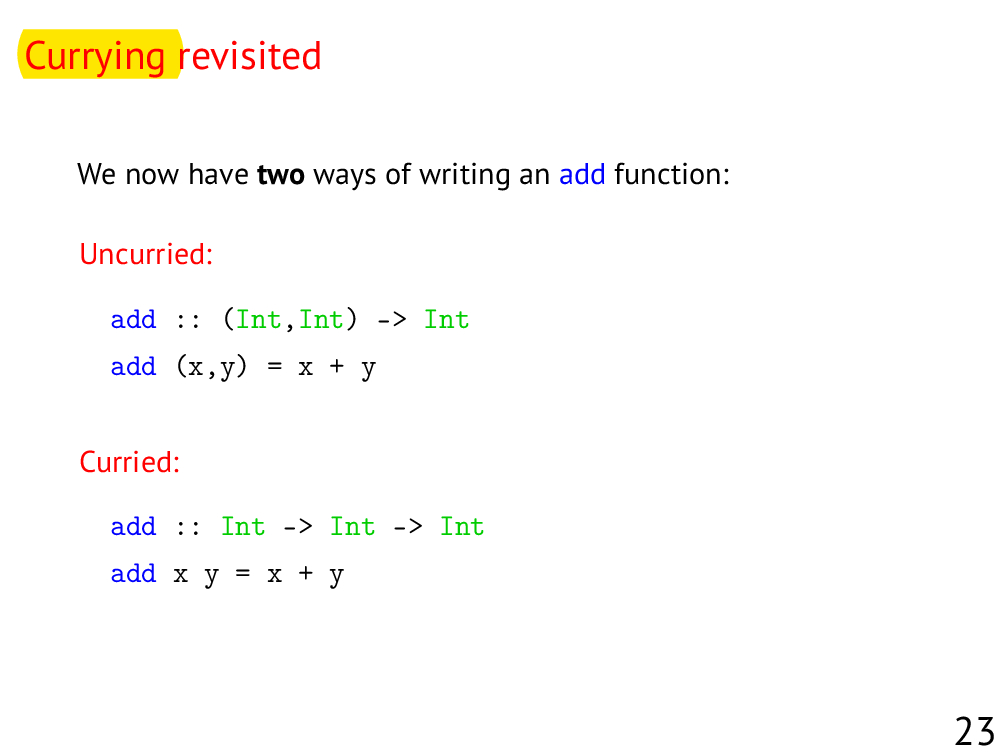 Currying revisited
We now have two ways of writing an add function:
Uncurried:
add :: (Int,Int) -> Int
add (x,y) = x + y
Curried:
add :: Int -> Int -> Int
add x y = x + y
23